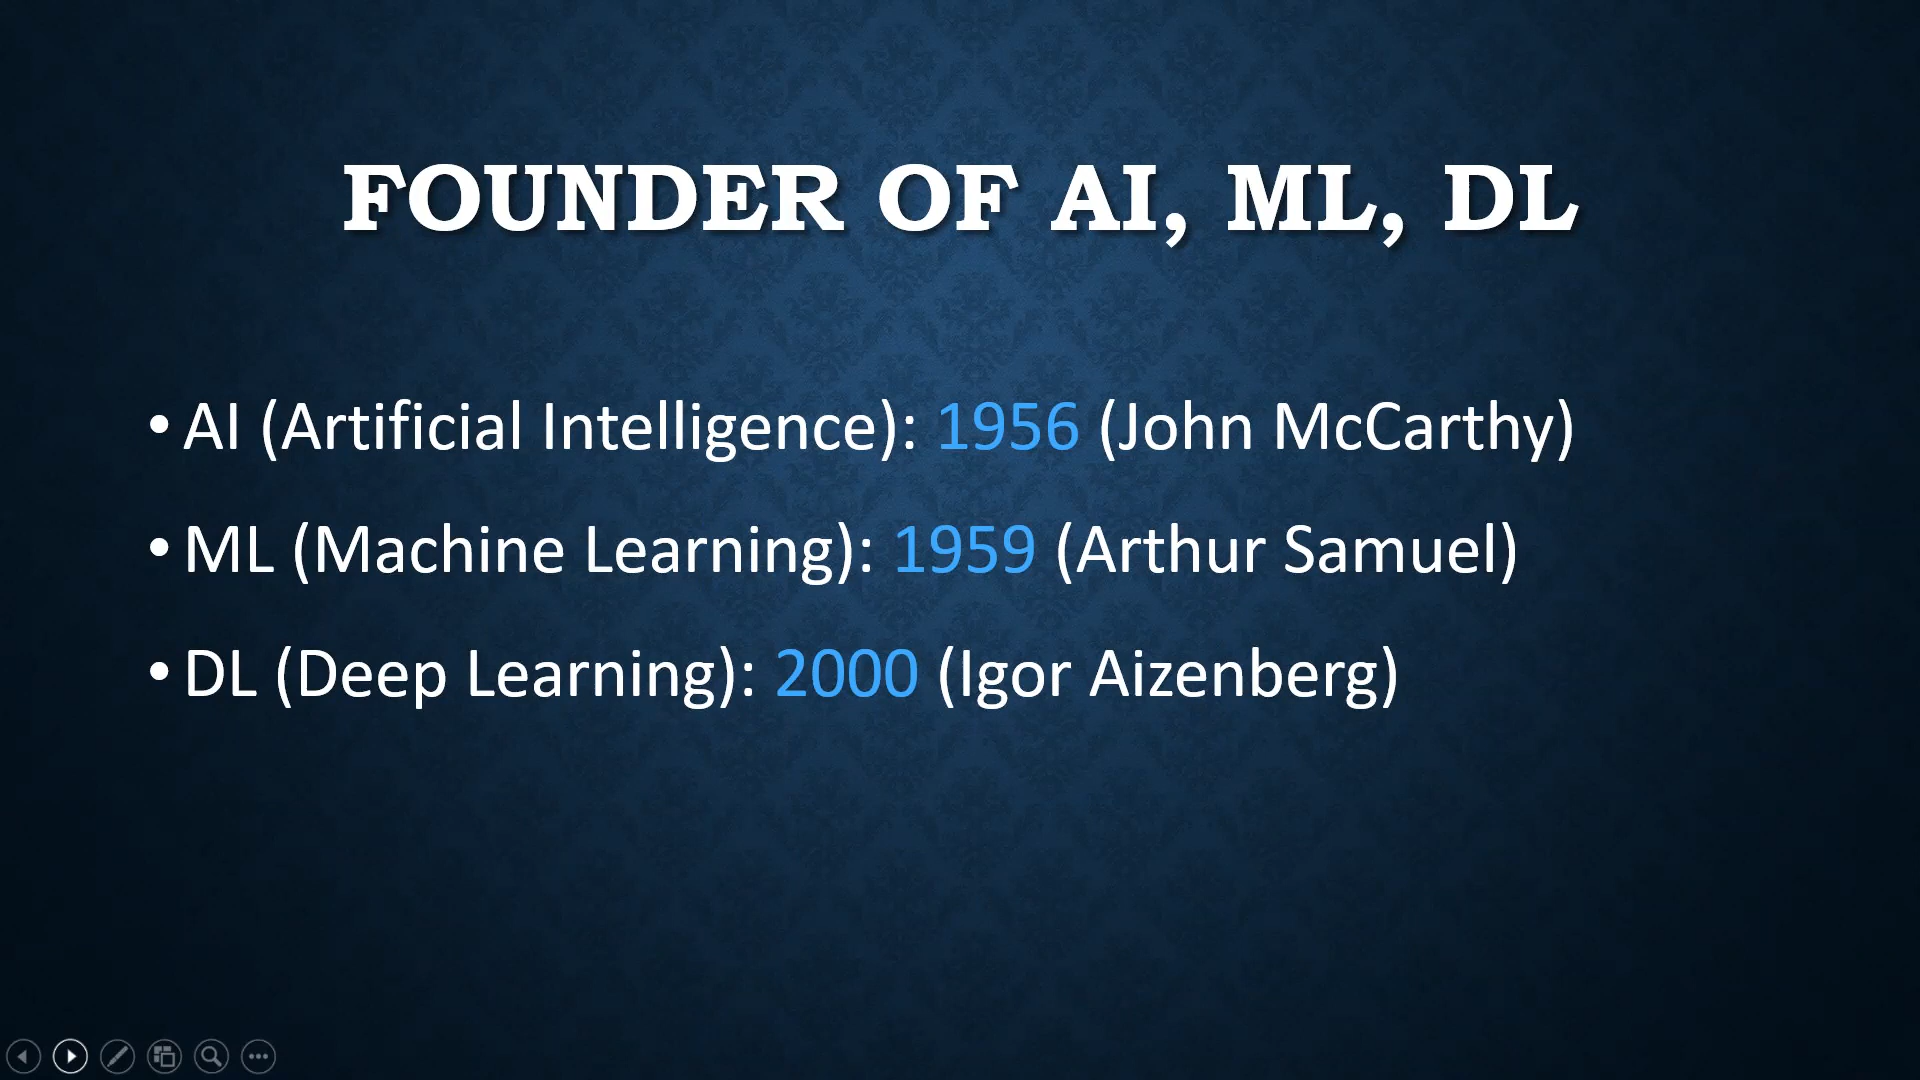 FOUNDER OF AI, ML, DL
• AI (Artificial Intelligence): 1956 (John McCarthy)
• ML (Machine Learning): 1959 (Arthur Samuel)
• DL (Deep Learning): 2000 (Igor Aizenberg)